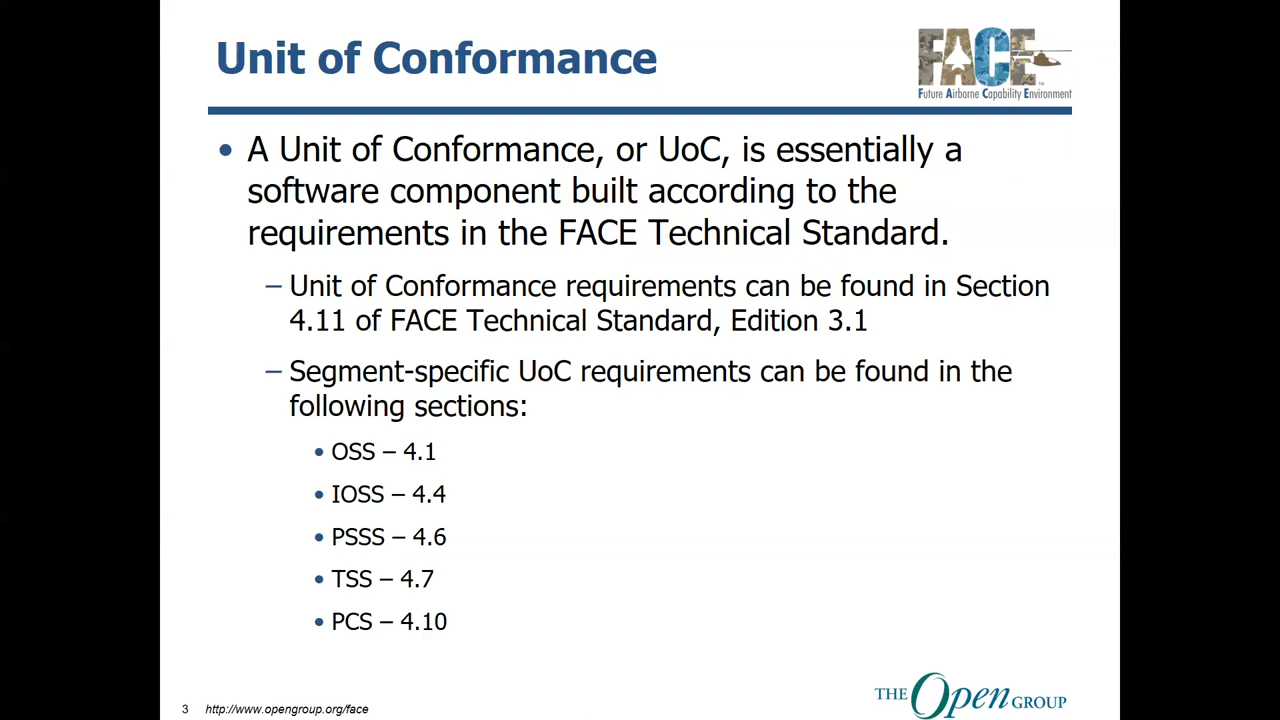 Unit of Conformance
FACE™
Future Airborne Capability Environment
• A Unit of Conformance, or UoC, is essentially a
software component built according to the
requirements in the FACE Technical Standard.
– Unit of Conformance requirements can be found in Section
4.11 of FACE Technical Standard, Edition 3.1
– Segment-specific UoC requirements can be found in the
following sections:
• OSS – 4.1
• IOSS – 4.4
• PSSS – 4.6
• TSS – 4.7
• PCS – 4.10
3 http://www.opengroup.org/face
THE Open GROUP